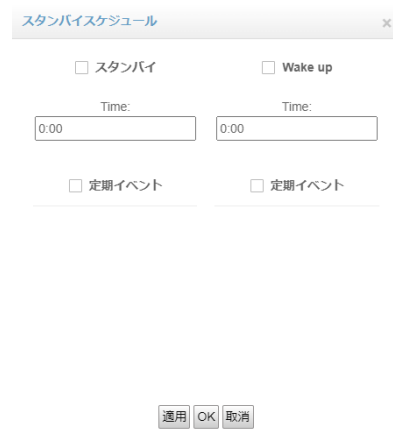 スタンバイスケジュール ×
スタンバイ Wake up
Time: Time:
0:00 0:00
定期イベント 定期イベント
適用 OK 取消